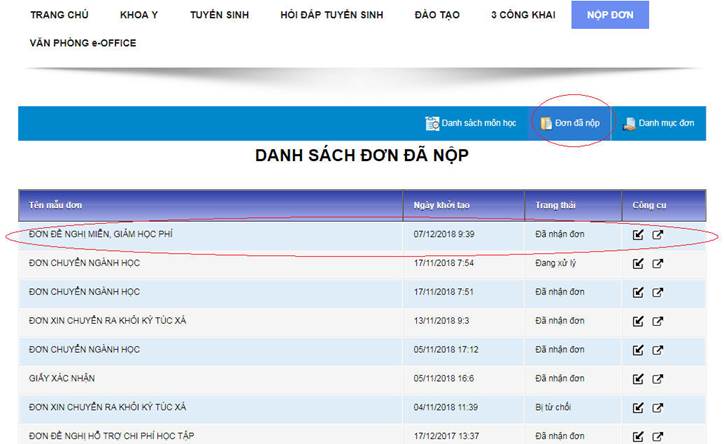 TRANG CHỦ KHOA Y TUYỂN SINH HỎI ĐÁP TUYỂN SINH ĐÀO TẠO 3 CÔNG KHAI NỘP ĐƠN
VĂN PHÒNG e-OFFICE
Danh sách môn học Đơn đã nộp Danh mục đơn
DANH SÁCH ĐƠN ĐÃ NỘP
Tên mẫu đơn Ngày khởi tạo Trạng thái Công cụ
ĐƠN ĐỀ NGHỊ MIỄN, GIẢM HỌC PHÍ 07/12/2018 9:39 Đã nhận đơn
ĐƠN CHUYỂN NGÀNH HỌC 17/11/2018 7:54 Đang xử lý
ĐƠN CHUYỂN NGÀNH HỌC 17/11/2018 7:51 Đã nhận đơn
ĐƠN XIN CHUYỂN RA KHỎI KÝ TÚC XÁ 13/11/2018 9:3 Đã nhận đơn
ĐƠN CHUYỂN NGÀNH HỌC 05/11/2018 17:12 Đã nhận đơn
GIẤY XÁC NHẬN 05/11/2018 16:6 Đã nhận đơn
ĐƠN XIN CHUYỂN RA KHỎI KÝ TÚC XÁ 04/11/2018 11:39 Bị từ chối
ĐƠN ĐỀ NGHỊ HỖ TRỢ CHI PHÍ HỌC TẬP 17/12/2017 13:37 Đã nhận đơn